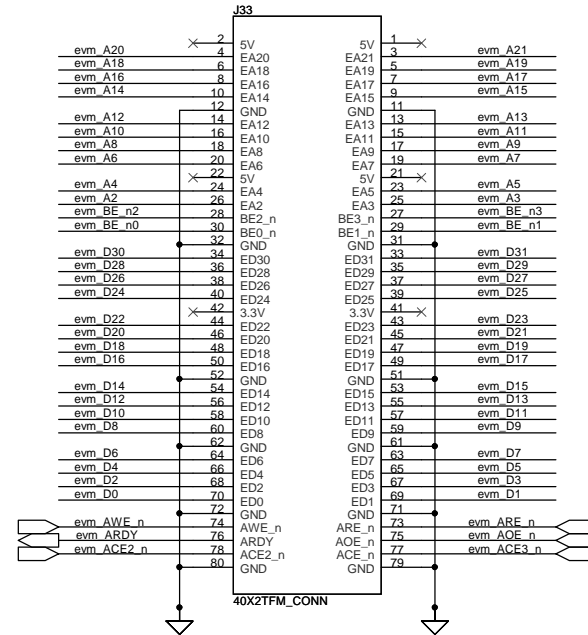 J33
2 5V 5V 1
evm_A20 4 EA20 EA21 3 evm_A21
evm_A18 6 EA18 EA19 5 evm_A19
evm_A16 8 EA16 EA17 7 evm_A17
evm_A14 10 EA14 EA15 9 evm_A15
12 GND GND 11
evm_A12 14 EA12 EA13 13 evm_A13
evm_A10 16 EA10 EA11 15 evm_A11
evm_A8 18 EA8 EA9 17 evm_A9
evm_A6 20 EA6 EA7 19 evm_A7
22 5V 5V 21
evm_A4 24 EA4 EA5 23 evm_A5
evm_A2 26 EA2 EA3 25 evm_A3
evm_BE_n2 28 BE2_n BE3_n 27 evm_BE_n3
evm_BE_n0 30 BE0_n BE1_n 29 evm_BE_n1
32 GND GND 31
evm_D30 34 ED30 ED31 33 evm_D31
evm_D28 36 ED28 ED29 35 evm_D29
evm_D26 38 ED26 ED27 37 evm_D27
evm_D24 40 ED24 ED25 39 evm_D25
42 3.3V 3.3V 41
evm_D22 44 ED22 ED23 43 evm_D23
evm_D20 46 ED20 ED21 45 evm_D21
evm_D18 48 ED18 ED19 47 evm_D19
evm_D16 50 ED16 ED17 49 evm_D17
52 GND GND 51
evm_D14 54 ED14 ED15 53 evm_D15
evm_D12 56 ED12 ED13 55 evm_D13
evm_D10 58 ED10 ED11 57 evm_D11
evm_D8 60 ED8 ED9 59 evm_D9
62 GND GND 61
evm_D6 64 ED6 ED7 63 evm_D7
evm_D4 66 ED4 ED5 65 evm_D5
evm_D2 68 ED2 ED3 67 evm_D3
evm_D0 70 ED0 ED1 69 evm_D1
72 GND GND 71
evm_AWE_n 74 AWE_n ARE_n 73 evm_ARE_n
evm_ARDY 76 ARDY AOE_n 75 evm_AOE_n
evm_ACE2_n 78 ACE2_n ACE_n 77 evm_ACE3_n
80 GND GND 79
40X2TFM_CONN